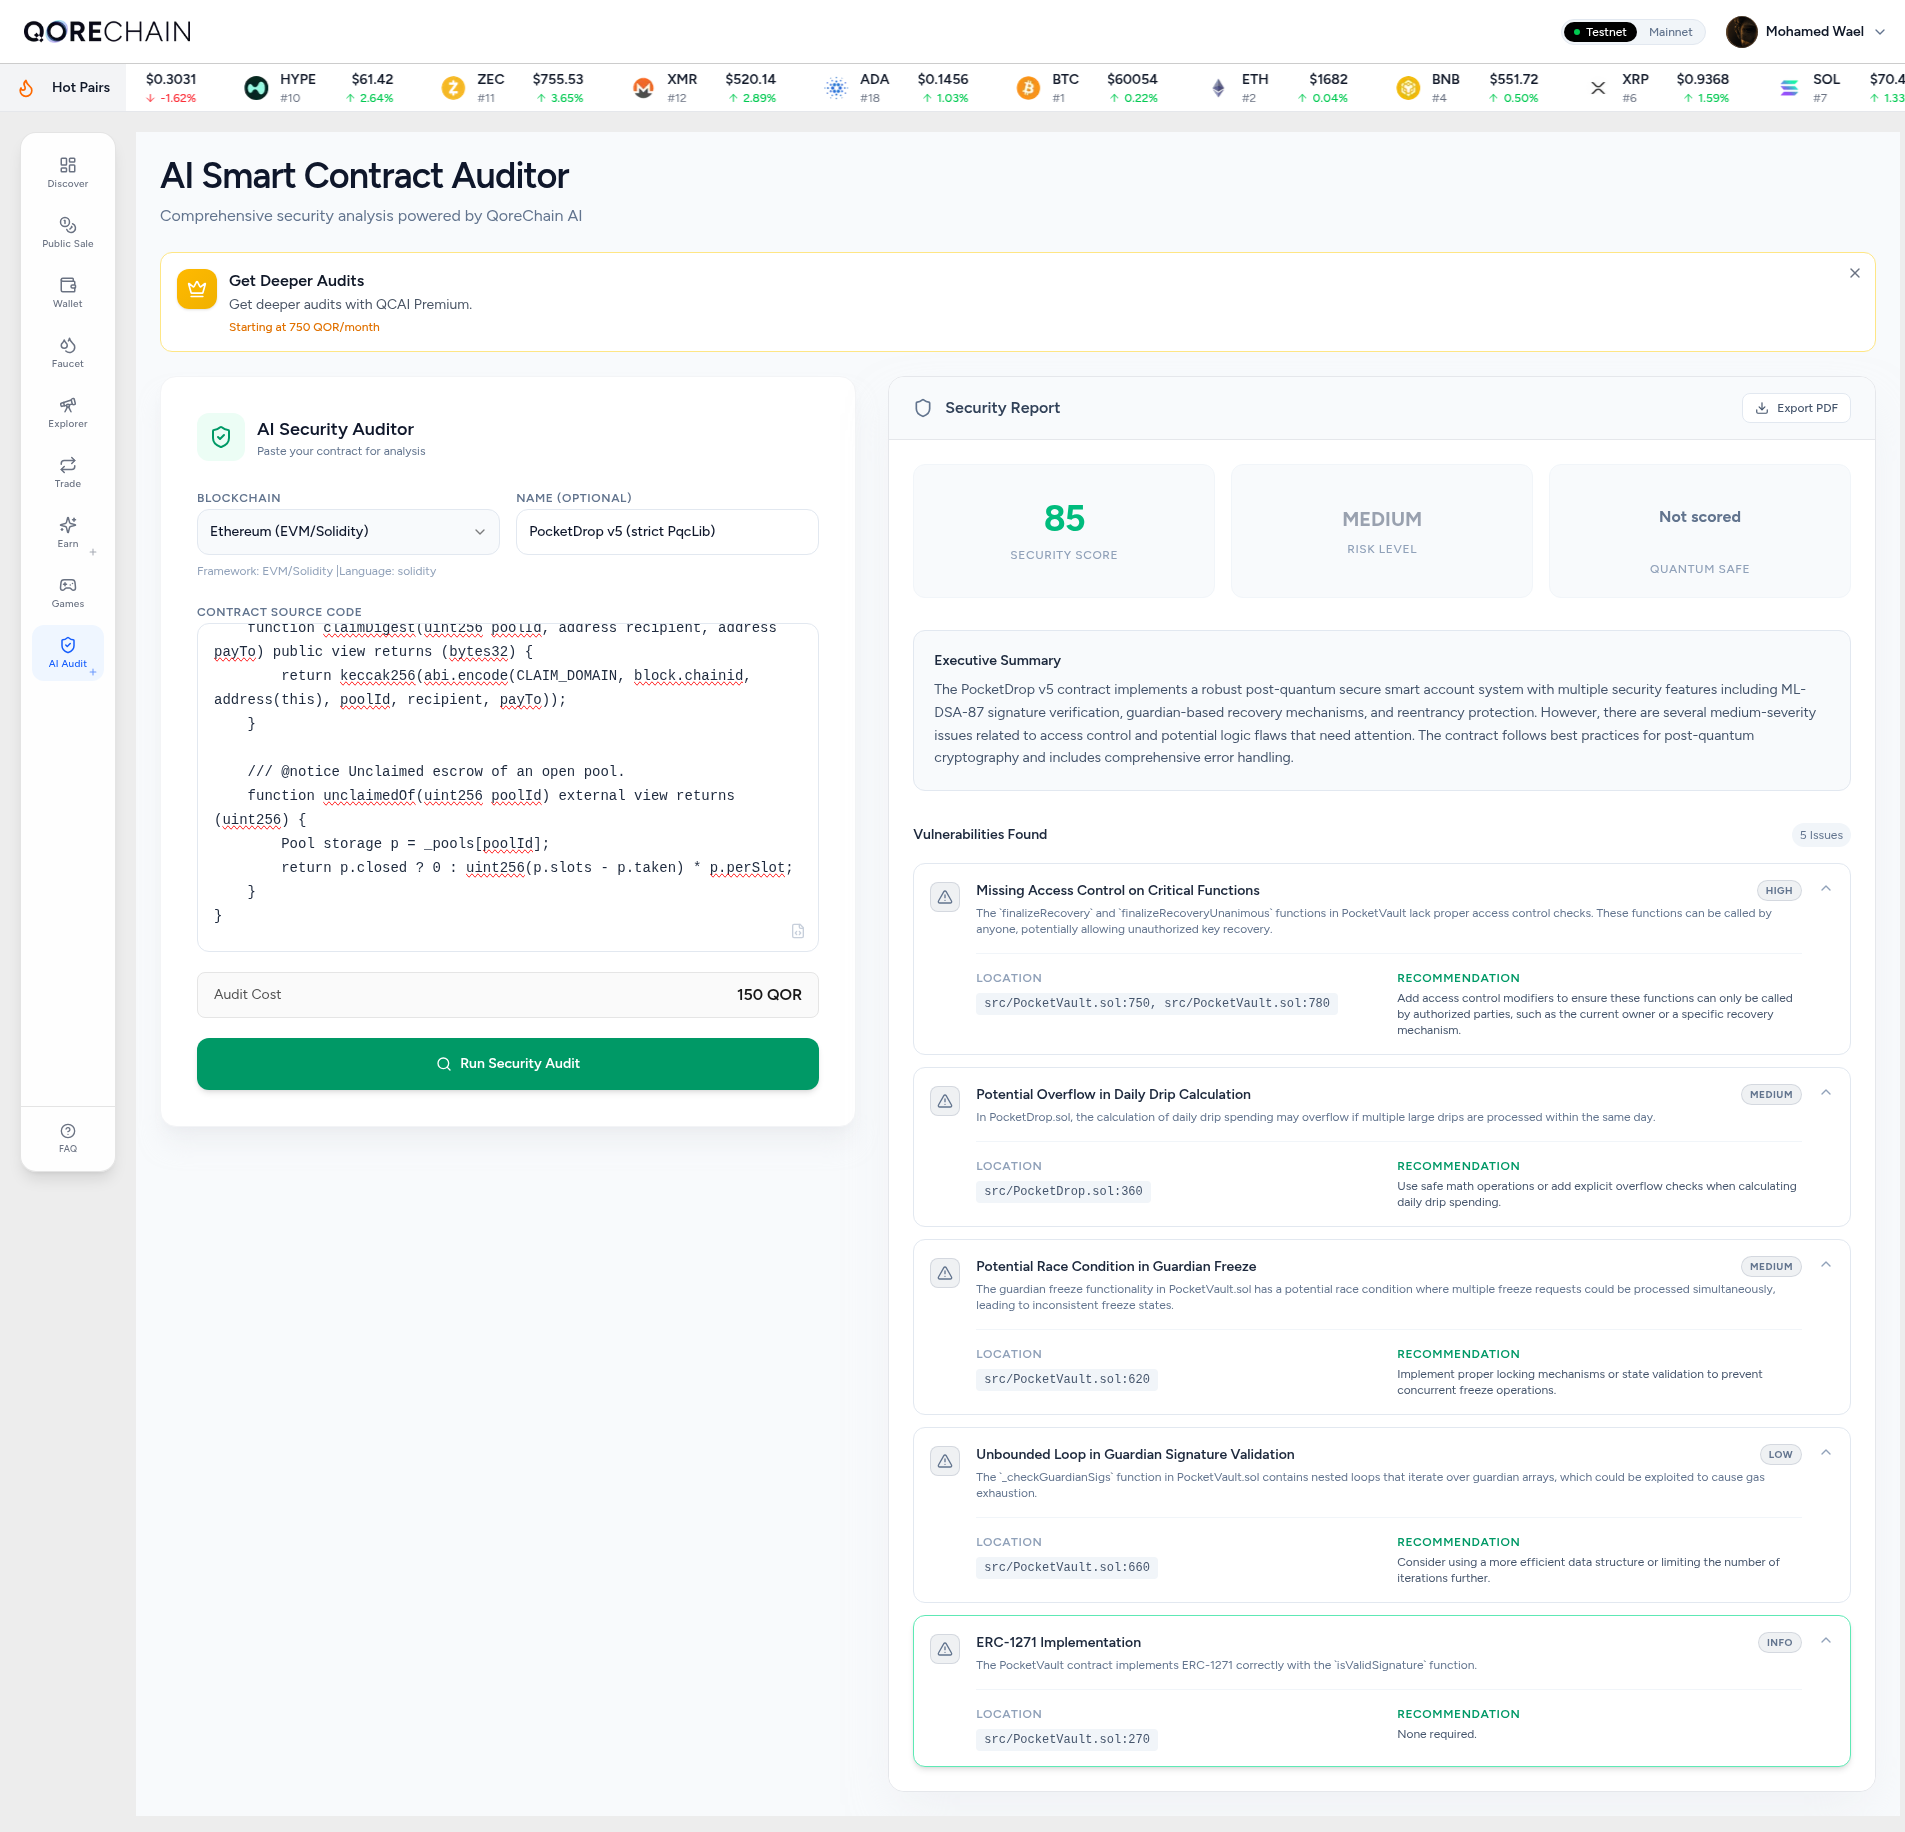 QORECHAIN
Testnet
Mainnet
Mohamed Wael
Hot Pairs
$0.3031
-1.62%
HYPE
#10
$61.42
2.64%
ZEC
#11
$755.53
3.65%
XMR
#12
$520.14
2.89%
ADA
#18
$0.1456
1.03%
BTC
#1
$60054
0.22%
ETH
#2
$1682
0.04%
BNB
#4
$551.72
0.50%
XRP
#6
$0.9368
1.59%
SOL
#7
$70.4
1.33
Discover
Public Sale
Wallet
Faucet
Explorer
Trade
Earn
Games
AI Audit
FAQ
AI Smart Contract Auditor
Comprehensive security analysis powered by QoreChain AI
Get Deeper Audits
Get deeper audits with QCAI Premium.
Starting at 750 QOR/month
AI Security Auditor
Paste your contract for analysis
BLOCKCHAIN
Ethereum (EVM/Solidity)
NAME (OPTIONAL)
PocketDrop v5 (strict PqcLib)
Framework: EVM/Solidity |Language: solidity
CONTRACT SOURCE CODE
function claimDigest(uint256 poolId, address recipient, address
payTo) public view returns (bytes32) {
return keccak256(abi.encode(CLAIM_DOMAIN, block.chainid,
address(this), poolId, recipient, payTo));
}
/// @notice Unclaimed escrow of an open pool.
function unclaimedOf(uint256 poolId) external view returns
(uint256) {
Pool storage p = _pools[poolId];
return p.closed ? 0 : uint256(p.slots - p.taken) * p.perSlot;
}
}
Audit Cost
150 QOR
Run Security Audit
Security Report
Export PDF
85
SECURITY SCORE
MEDIUM
RISK LEVEL
Not scored
QUANTUM SAFE
Executive Summary
The PocketDrop v5 contract implements a robust post-quantum secure smart account system with multiple security features including ML-
DSA-87 signature verification, guardian-based recovery mechanisms, and reentrancy protection. However, there are several medium-severity
issues related to access control and potential logic flaws that need attention. The contract follows best practices for post-quantum
cryptography and includes comprehensive error handling.
Vulnerabilities Found
5 Issues
Missing Access Control on Critical Functions
HIGH
The `finalizeRecovery` and `finalizeRecoveryUnanimous` functions in PocketVault lack proper access control checks. These functions can be called by
anyone, potentially allowing unauthorized key recovery.
LOCATION
src/PocketVault.sol:750, src/PocketVault.sol:780
RECOMMENDATION
Add access control modifiers to ensure these functions can only be called
by authorized parties, such as the current owner or a specific recovery
mechanism.
Potential Overflow in Daily Drip Calculation
MEDIUM
In PocketDrop.sol, the calculation of daily drip spending may overflow if multiple large drips are processed within the same day.
LOCATION
src/PocketDrop.sol:360
RECOMMENDATION
Use safe math operations or add explicit overflow checks when calculating
daily drip spending.
Potential Race Condition in Guardian Freeze
MEDIUM
The guardian freeze functionality in PocketVault.sol has a potential race condition where multiple freeze requests could be processed simultaneously,
leading to inconsistent freeze states.
LOCATION
src/PocketVault.sol:620
RECOMMENDATION
Implement proper locking mechanisms or state validation to prevent
concurrent freeze operations.
Unbounded Loop in Guardian Signature Validation
LOW
The `_checkGuardianSigs` function in PocketVault.sol contains nested loops that iterate over guardian arrays, which could be exploited to cause gas
exhaustion.
LOCATION
src/PocketVault.sol:660
RECOMMENDATION
Consider using a more efficient data structure or limiting the number of
iterations further.
ERC-1271 Implementation
INFO
The PocketVault contract implements ERC-1271 correctly with the `isValidSignature` function.
LOCATION
src/PocketVault.sol:270
RECOMMENDATION
None required.